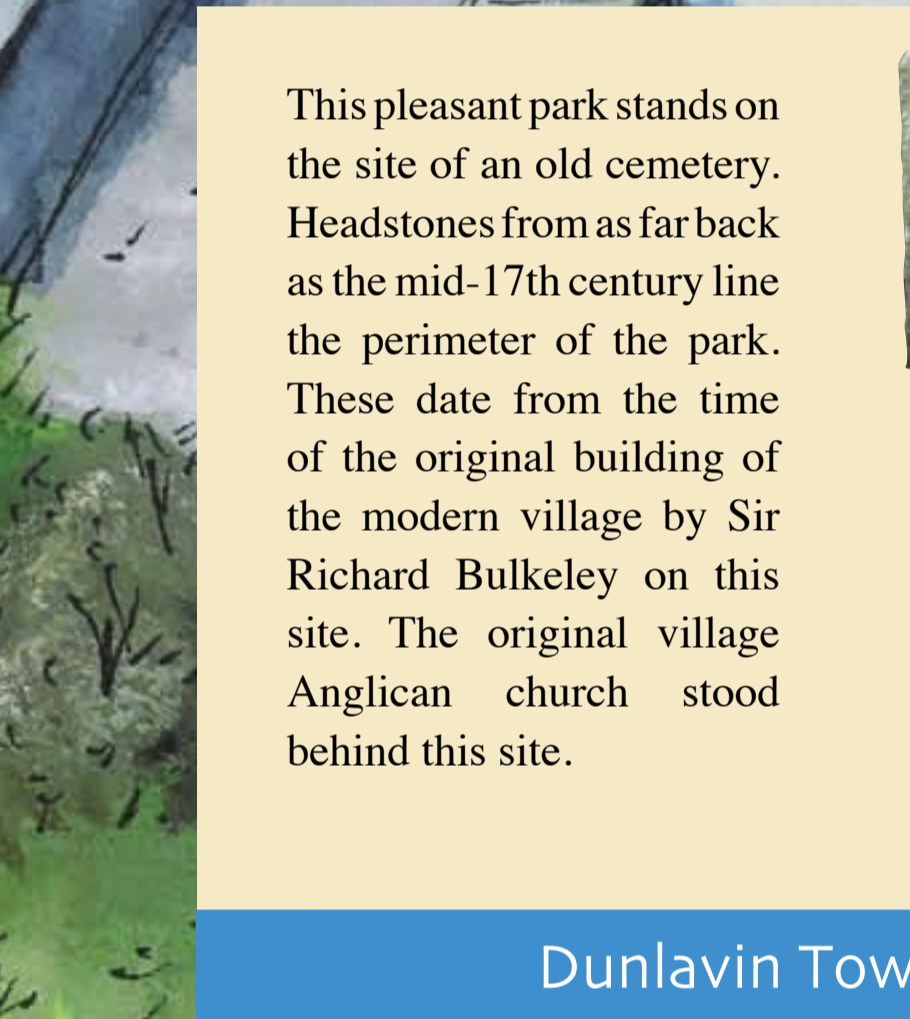 This pleasant park stands on
the site of an old cemetery.
Headstones from as far back
as the mid-17th century line
the perimeter of the park.
These date from the time
of the original building of
the modern village by Sir
Richard Bulkeley on this
site. The original village
Anglican church stood
behind this site.
Dunlavin